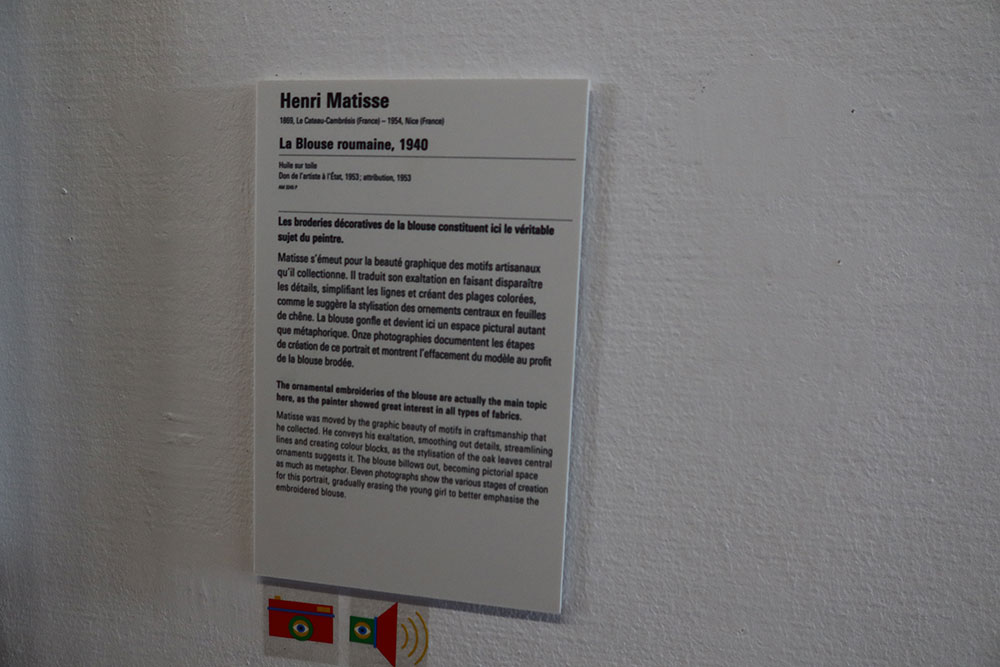 Henri Matisse
1869, Le Cateau-Cambrésis (France) – 1954, Nice (France)
La Blouse roumaine, 1940
Huile sur toile
Don de l'artiste à l'État, 1953; attribution, 1953
Les broderies décoratives de la blouse constituent ici le véritable
sujet du peintre.
Matisse s'émeut pour la beauté graphique des motifs artisanaux
qu'il collectionne. Il traduit son exaltation en faisant disparaître
les détails, simplifiant les lignes et créant des plages colorées,
comme le suggère la stylisation des ornements centraux en feuilles
de chêne. La blouse gonfle et devient ici un espace pictural autant
que métaphorique. Onze photographies documentent les étapes
de création de ce portrait et montrent l'effacement du modèle au profit
de la blouse brodée.
The ornamental embroideries of the blouse are actually the main topic
here, as the painter showed great interest in all types of fabrics.
Matisse was moved by the graphic beauty of motifs in craftsmanship that
he collected. He conveys his exaltation, smoothing out details, streamlining
lines and creating colour blocks, as the stylisation of the oak leaves central
ornaments suggests it. The blouse billows out, becoming pictorial space
as much as metaphor. Eleven photographs show the various stages of creation
for this portrait, gradually erasing the young girl to better emphasise the
embroidered blouse.